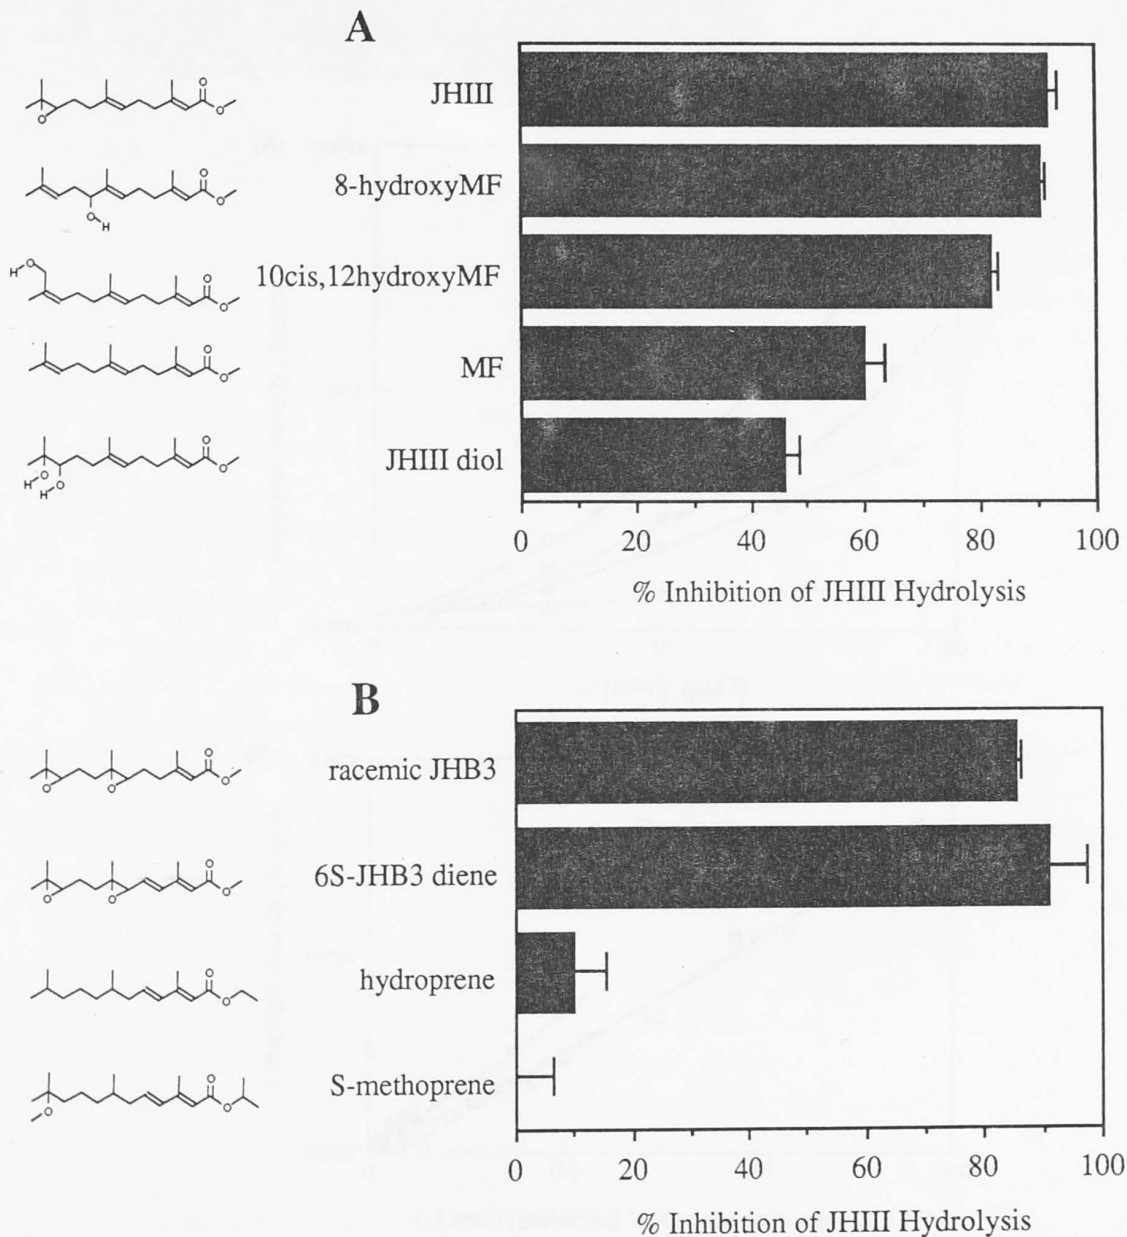 A
JHIII
8-hydroxyMF
10cis,12hydroxyMF
MF
JHIII diol
0 20 40 60 80 100
% Inhibition of JHIII Hydrolysis
B
racemic JHB3
6S-JHB3 diene
hydroprene
S-methoprene
0 20 40 60 80 100
% Inhibition of JHIII Hydrolysis